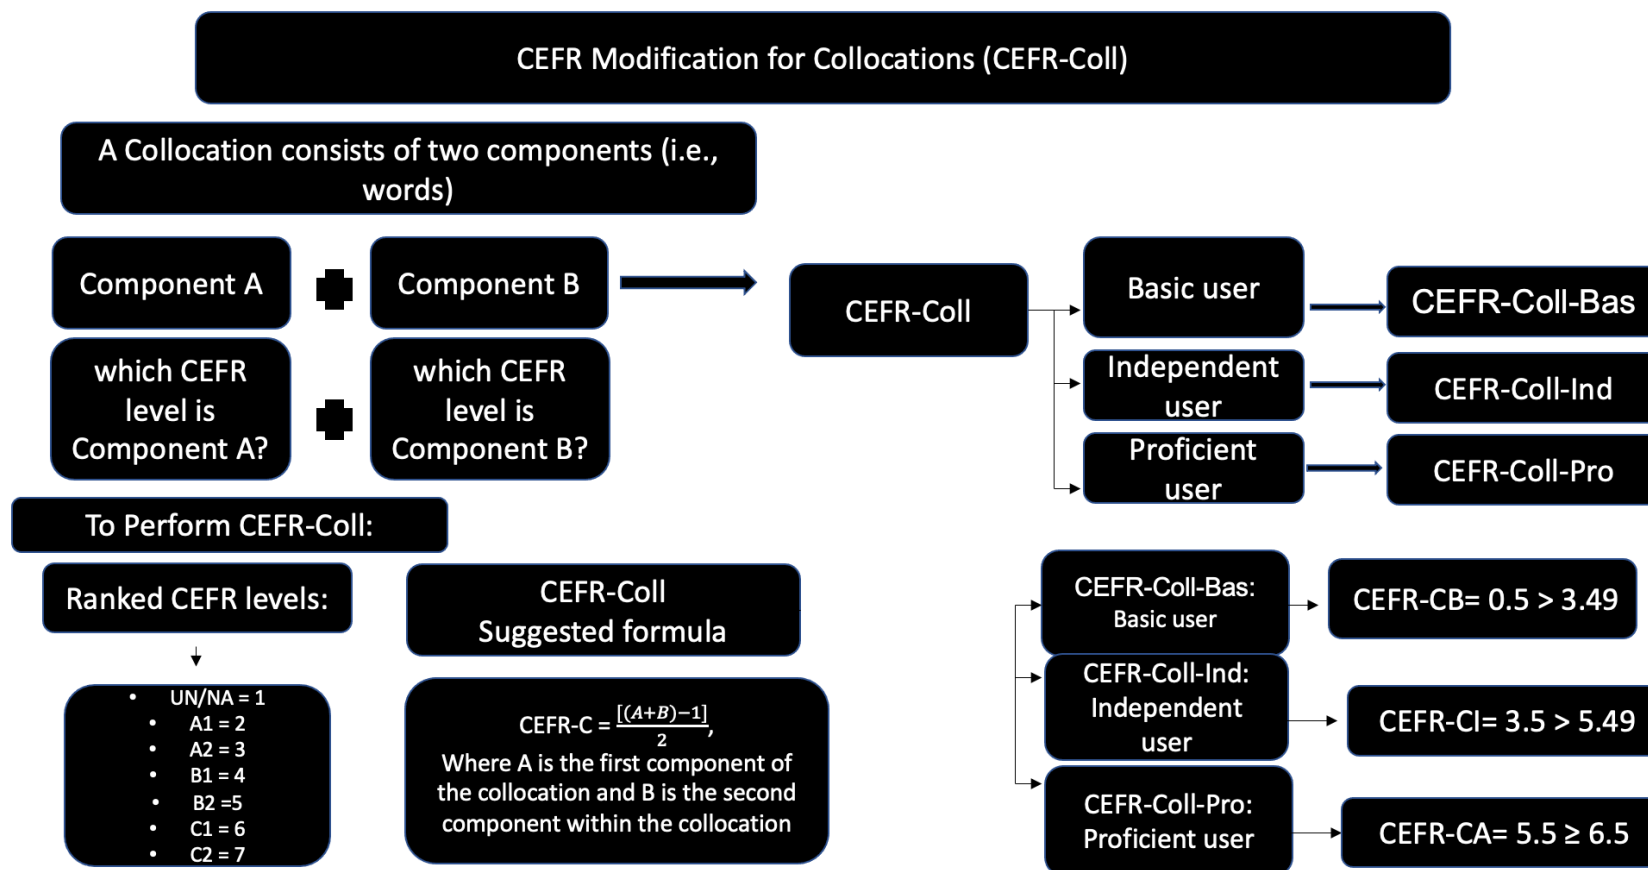 CEFR Modification for Collocations (CEFR-Coll)
A Collocation consists of two components (i.e.,
words)
Component A
Component B
which CEFR
level is
Component A?
which CEFR
level is
Component B?
CEFR-Coll
Basic user
CEFR-Coll-Bas
Independent
user
CEFR-Coll-Ind
Proficient
user
CEFR-Coll-Pro
To Perform CEFR-Coll:
Ranked CEFR levels:
• UN/NA = 1
• A1 = 2
• A2 = 3
• B1 = 4
• B2 =5
• C1 = 6
• C2 = 7
CEFR-Coll
Suggested formula
CEFR-C = [(A+B)−1]/2,
Where A is the first component of
the collocation and B is the second
component within the collocation
CEFR-Coll-Bas:
Basic user
CEFR-CB= 0.5 > 3.49
CEFR-Coll-Ind:
Independent
user
CEFR-CI= 3.5 > 5.49
CEFR-Coll-Pro:
Proficient user
CEFR-CA= 5.5 ≥ 6.5